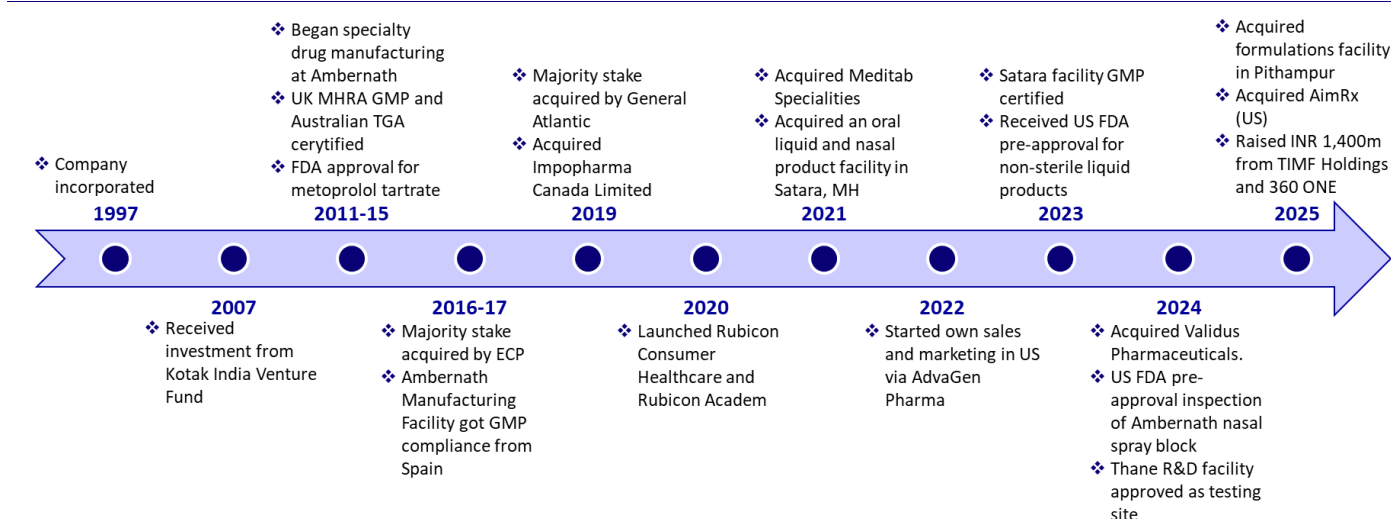 ❖ Company
incorporated
1997
❖ Began specialty
drug manufacturing
at Ambernath
❖ UK MHRA GMP and
Australian TGA
cerytified
❖ FDA approval for
metoprolol tartrate
2011-15
❖ Majority stake
acquired by General
Atlantic
❖ Acquired
Impopharma
Canada Limited
2019
❖ Acquired Meditab
Specialities
❖ Acquired an oral
liquid and nasal
product facility in
Satara, MH
2021
❖ Satara facility GMP
certified
❖ Received US FDA
pre-approval for
non-sterile liquid
products
2023
❖ Acquired
formulations facility
in Pithampur
❖ Acquired AimRx
(US)
❖ Raised INR 1,400m
from TIMF Holdings
and 360 ONE
2025
2007
❖ Received
investment from
Kotak India Venture
Fund
2016-17
❖ Majority stake
acquired by ECP
❖ Ambernath
Manufacturing
Facility got GMP
compliance from
Spain
2020
❖ Launched Rubicon
Consumer
Healthcare and
Rubicon Academ
2022
❖ Started own sales
and marketing in US
via AdvaGen
Pharma
2024
❖ Acquired Validus
Pharmaceuticals.
❖ US FDA pre-
approval inspection
of Ambernath nasal
spray block
❖ Thane R&D facility
approved as testing
site